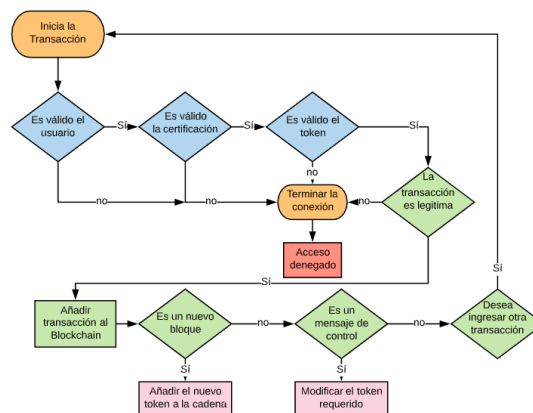 Inicia la
Transacción
Es válido el
usuario
Sí
Es válido
la certificación
Sí
Es válido el
token
Sí
no
no
no
Terminar la
conexión
no
La
transacción
es legitima
Acceso
denegado
Sí
Sí
Añadir
transacción al
Blockchain
Es un nuevo
bloque
no
Es un
mensaje de
control
no
Desea
ingresar otra
transacción
Sí
Sí
Añadir el nuevo
token a la cadena
Modificar el token
requerido